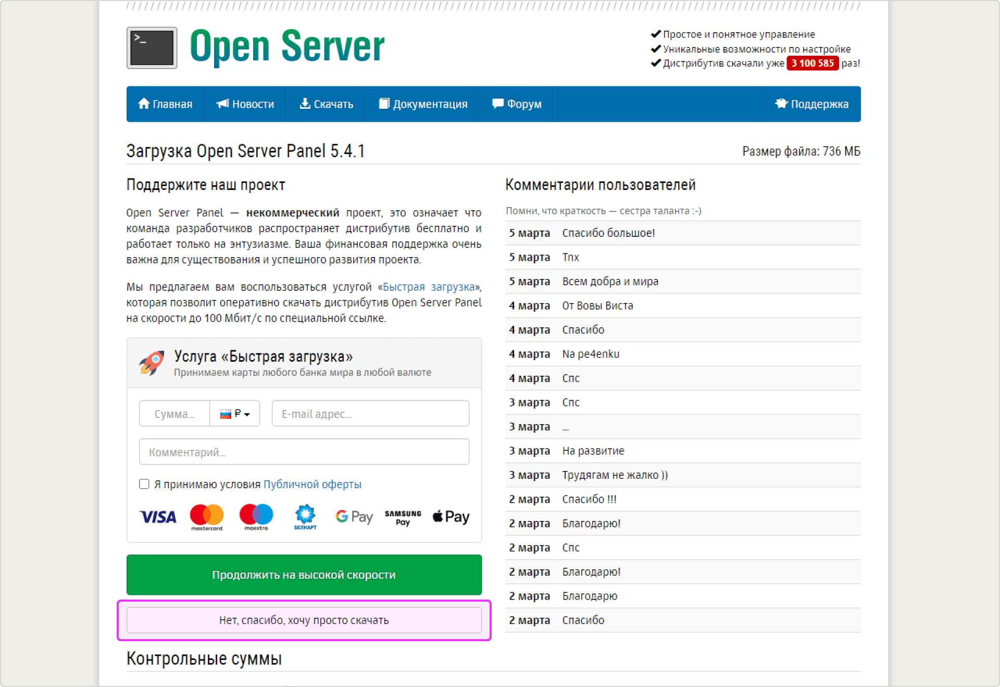 >_
Open Server
Простое и понятное управление
Уникальные возможности по настройке
Дистрибутив скачали уже 3 100 585 раз!
Главная
Новости
Скачать
Документация
Форум
Поддержка
Загрузка Open Server Panel 5.4.1
Размер файла: 736 МБ
Поддержите наш проект
Open Server Panel — некоммерческий проект, это означает что
команда разработчиков распространяет дистрибутив бесплатно и
работает только на энтузиазме. Ваша финансовая поддержка очень
важна для существования и успешного развития проекта.
Мы предлагаем вам воспользоваться услугой «Быстрая загрузка»,
которая позволит оперативно скачать дистрибутив Open Server Panel
на скорости до 100 Мбит/с по специальной ссылке.
Услуга «Быстрая загрузка»
Принимаем карты любого банка мира в любой валюте
Сумма...
₽
E-mail адрес...
Комментарий...
Я принимаю условия Публичной оферты
VISA
mastercard.
maestro.
БЕЛКАРТ
G Pay
SAMSUNG
Pay
Pay
Продолжить на высокой скорости
Нет, спасибо, хочу просто скачать
Контрольные суммы
Комментарии пользователей
Помни, что краткость — сестра таланта :-)
5 марта Спасибо большое!
5 марта Tnx
5 марта Всем добра и мира
4 марта От Вовы Виста
4 марта Спасибо
4 марта Na pe4enku
4 марта Спс
3 марта Спс
3 марта ...
3 марта На развитие
3 марта Трудягам не жалко ))
2 марта Спасибо !!!
2 марта Благодарю!
2 марта Спс
2 марта Благодарю!
2 марта Благодарю
2 марта Спасибо